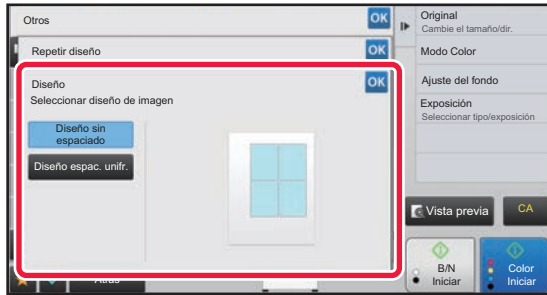 Otros
OK
Repetir diseño
OK
Diseño
OK
Seleccionar diseño de imagen
Diseño sin
espaciado
Diseño espac. unifr.
Atrás
Original
Cambie el tamaño/dir.
Modo Color
Ajuste del fondo
Exposición
Seleccionar tipo/exposición
Vista previa
CA
B/N
Iniciar
Color
Iniciar